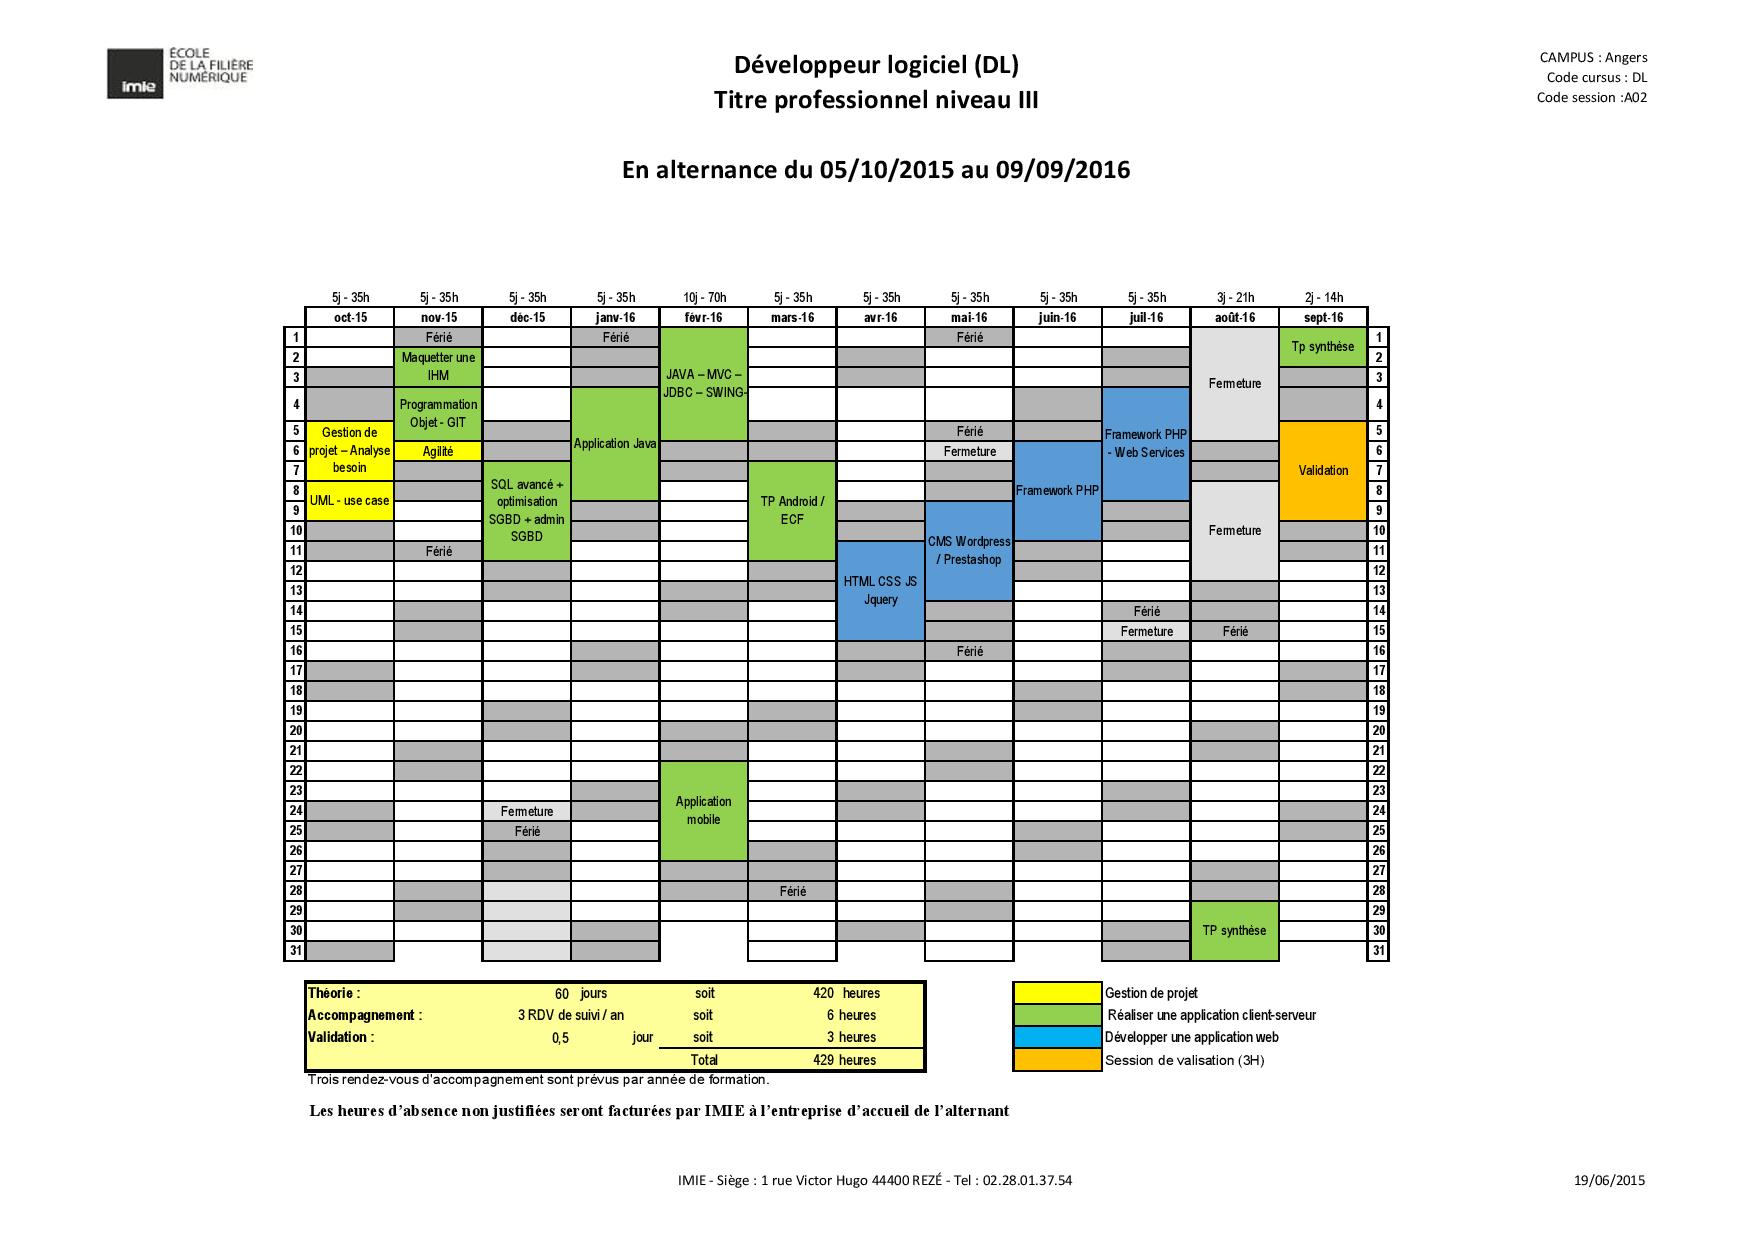 imie
ÉCOLE
DE LA FILIÈRE
NUMÉRIQUE
Développeur logiciel (DL)
Titre professionnel niveau III
CAMPUS : Angers
Code cursus : DL
Code session :A02
En alternance du 05/10/2015 au 09/09/2016
5j - 35h 5j - 35h 5j - 35h 5j - 35h 10j - 70h 5j - 35h 5j - 35h 5j - 35h 5j - 35h 5j - 35h 3j - 21h 2j - 14h
oct-15 nov-15 déc-15 janv-16 févr-16 mars-16 avr-16 mai-16 juin-16 juil-16 août-16 sept-16
1 Férié Férié Férié 1
2 Maquetter une Tp synthèse 2
3 IHM JAVA – MVC – Fermeture 3
4 Programmation JDBC – SWING- 4
Objet - GIT
5 Gestion de Férié 5
6 projet – Analyse Agilité Application Java Fermeture Framework PHP 6
- Web Services
7 besoin Validation 7
8 UML - use case SQL avancé + Framework PHP 8
9 optimisation TP Android / 9
10 SGBD + admin ECF Fermeture 10
SGBD
11 Férié CMS Wordpress 11
12 / Prestashop 12
13 HTML CSS JS 13
14 Jquery Férié 14
15 Fermeture Férié 15
16 Férié 16
17 17
18 18
19 19
20 20
21 21
22 22
23 23
24 Fermeture Application 24
25 Férié mobile 25
26 26
27 27
28 Férié 28
29 29
30 TP synthèse 30
31 31
Théorie : 60 jours soit 420 heures
Accompagnement : 3 RDV de suivi / an soit 6 heures
Validation : 0,5 jour soit 3 heures
Total 429 heures
Gestion de projet
Réaliser une application client-serveur
Développer une application web
Session de valisation (3H)
Trois rendez-vous d'accompagnement sont prévus par année de formation.
Les heures d’absence non justifiées seront facturées par IMIE à l’entreprise d’accueil de l’alternant
IMIE - Siège : 1 rue Victor Hugo 44400 REZÉ - Tel : 02.28.01.37.54
19/06/2015